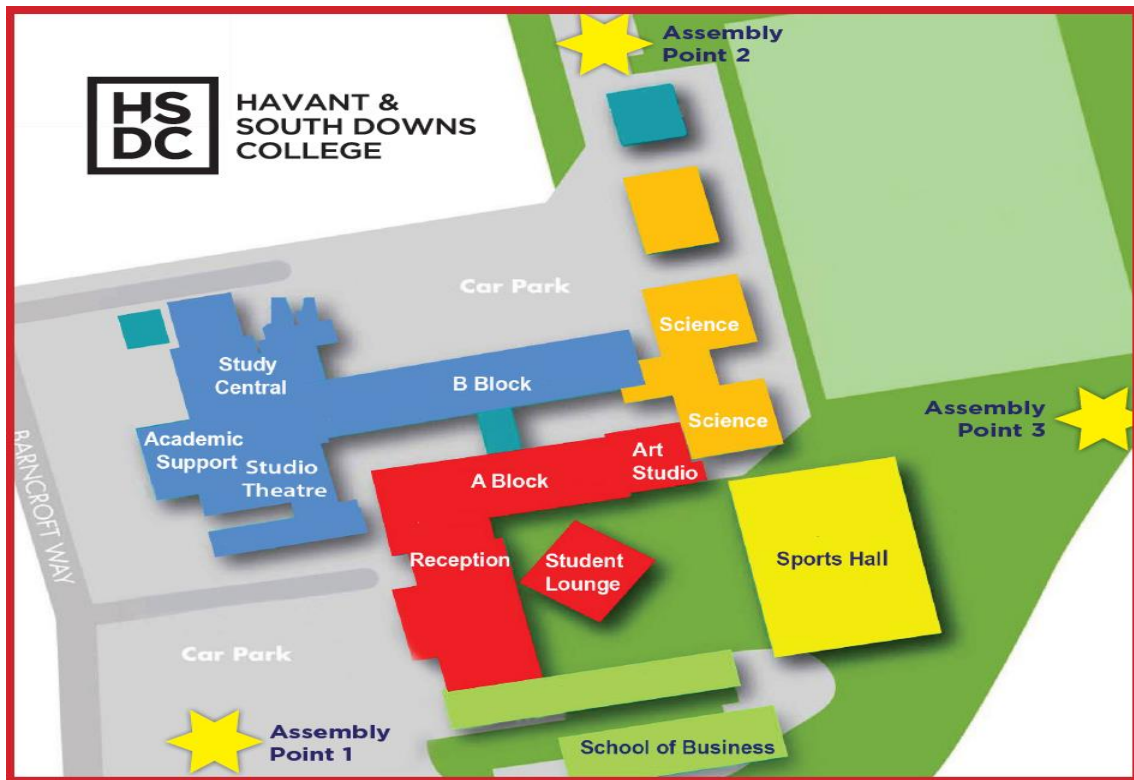 Assembly
Point 2
HS
DC
HAVANT &
SOUTH DOWNS
COLLEGE
Car Park
Science
Study
Central
B Block
Science
Assembly
Point 3
Academic
Support
Studio
Theatre
A Block
Art
Studio
BARNCROFT WAY
Reception
Student
Lounge
Sports Hall
Car Park
Assembly
Point 1
School of Business